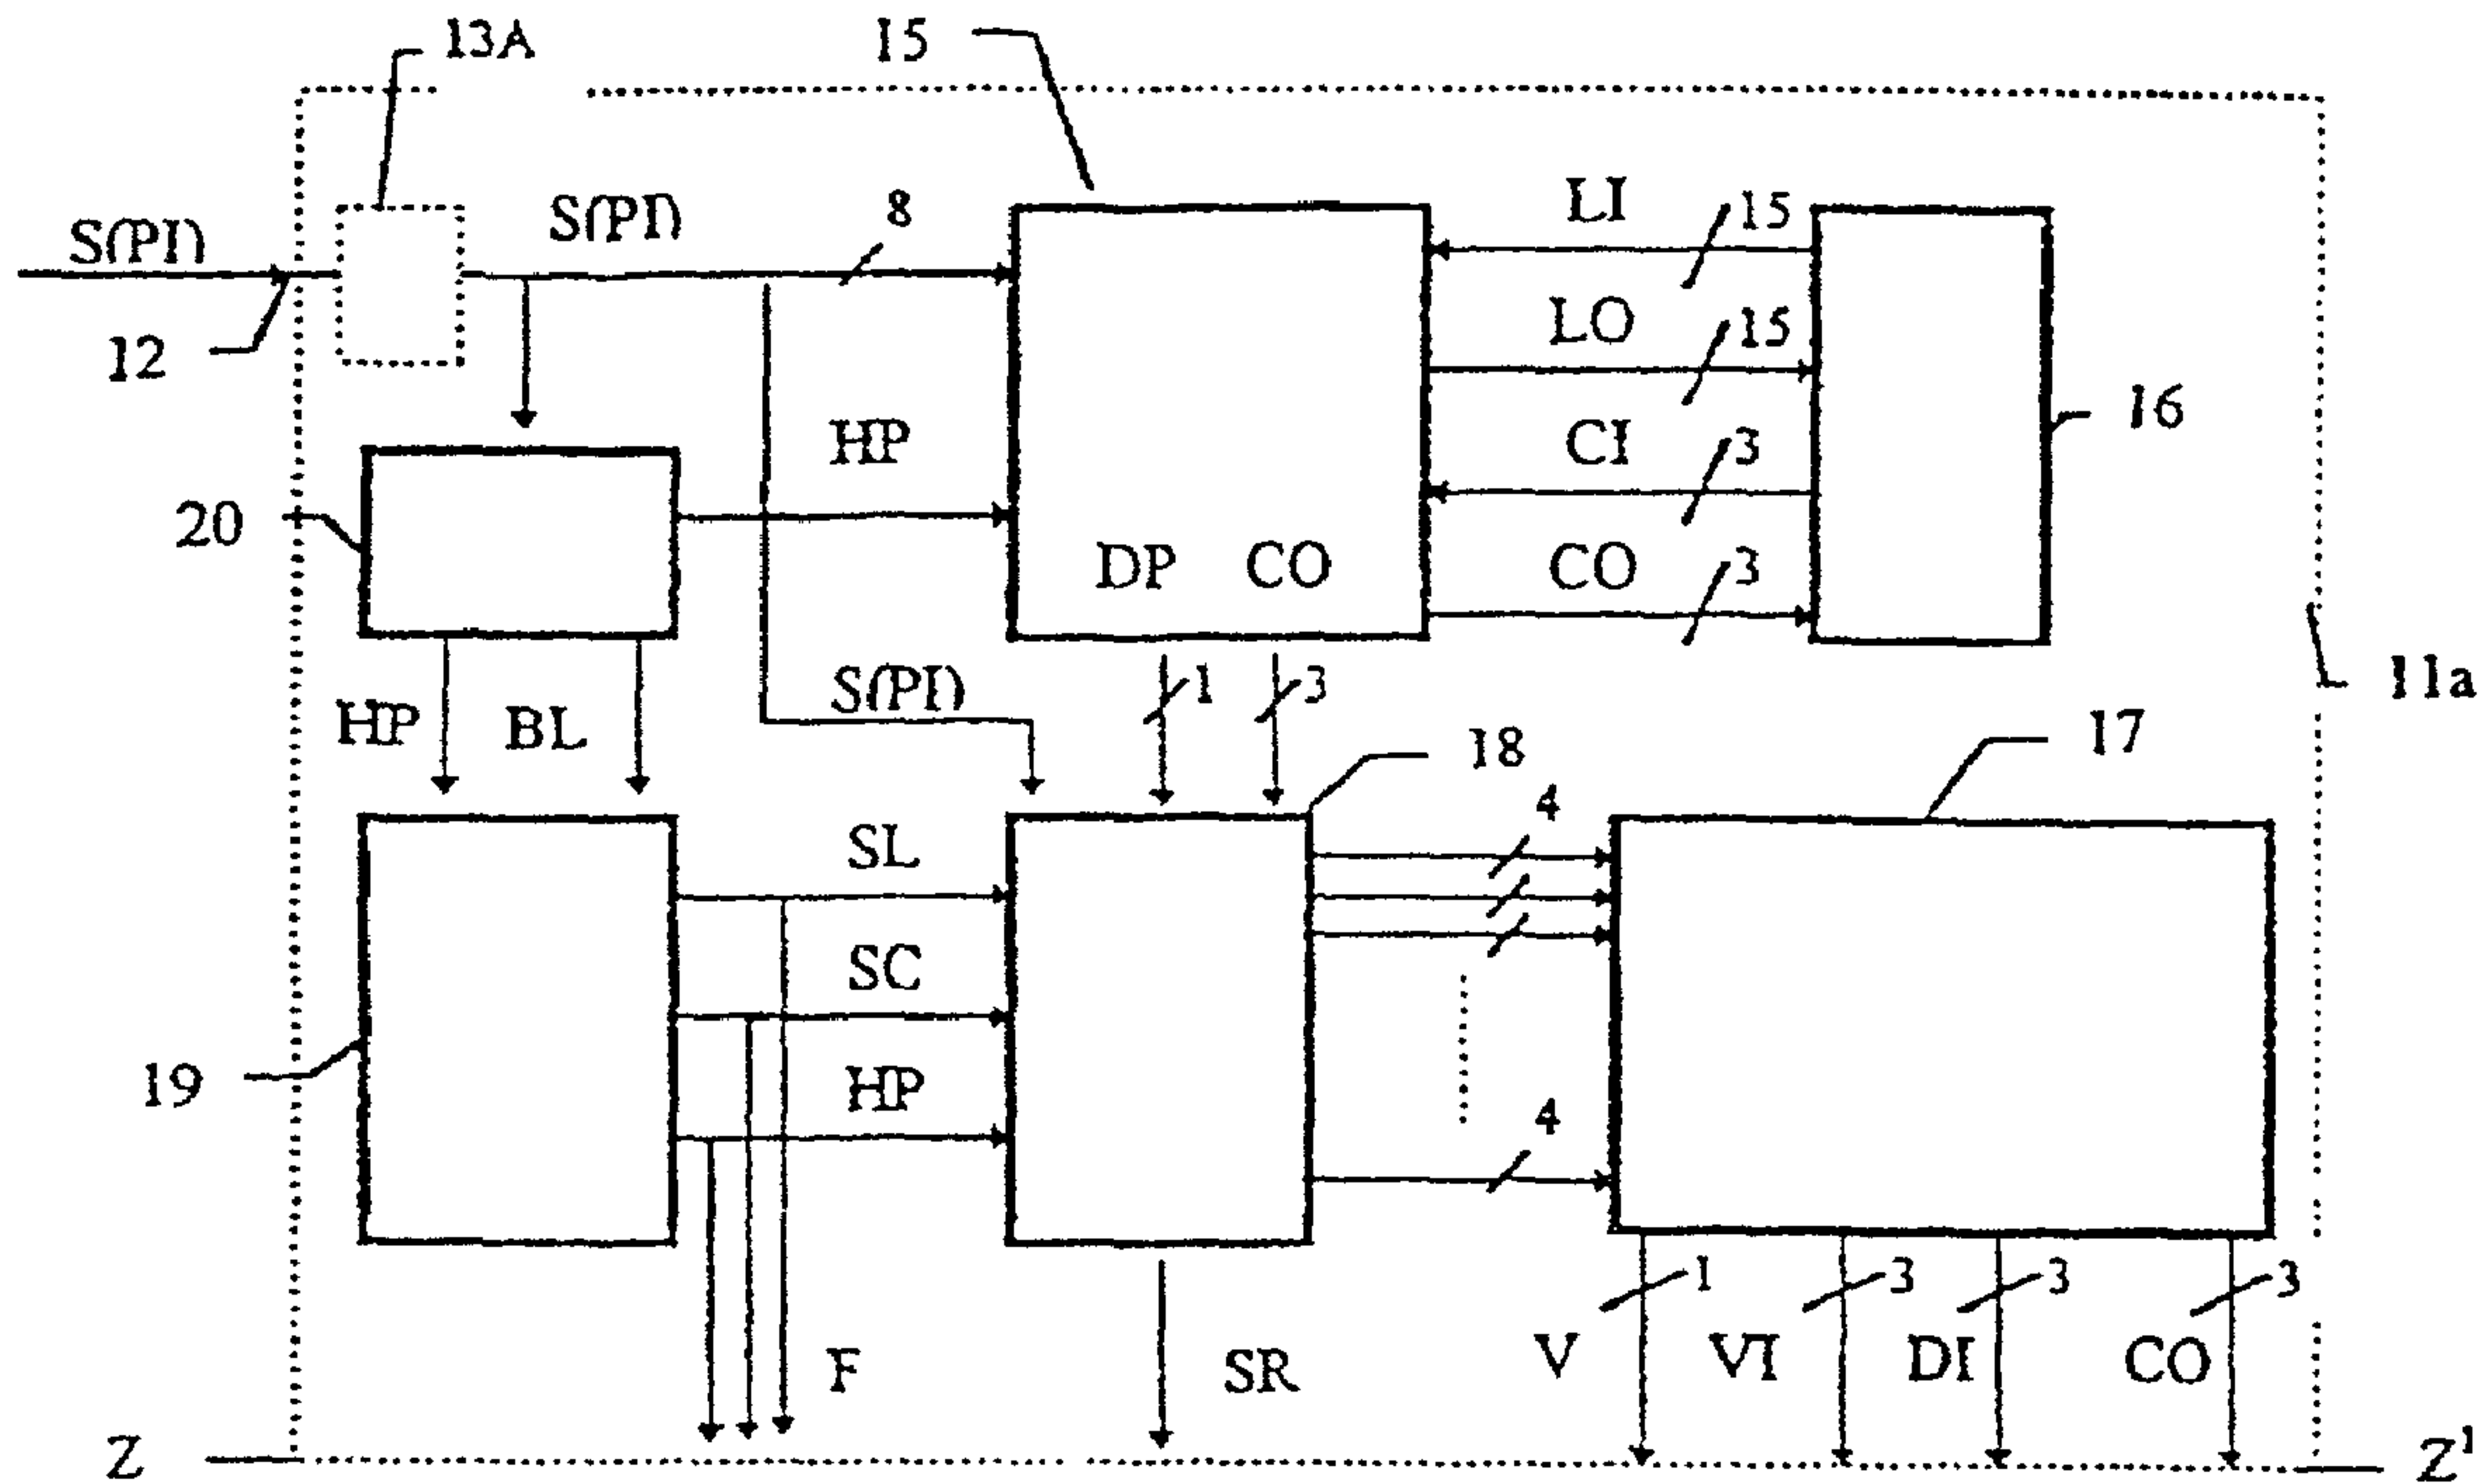 13A
15
S(PI)
S(PI)
8
LI
15
12
LO
15
16
HP
CI
3
20
DP
CO
CO
3
S(PI)
1
3
11a
HP
BL
18
17
SL
4
SC
19
HP
4
1
3
3
3
F
SR
V
VI
DI
CO
Z
Z'